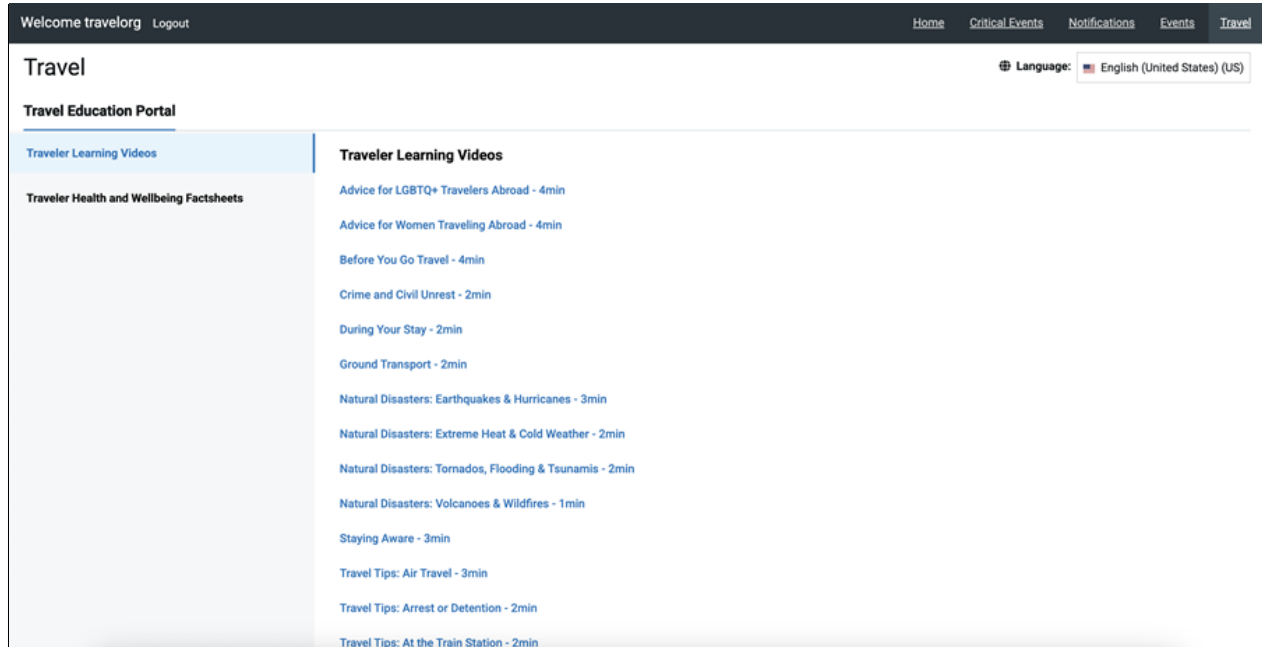 Welcome travelorg Logout Home Critical Events Notifications Events Travel
Travel
Language: English (United States) (US)
Travel Education Portal
Traveler Learning Videos
Traveler Health and Wellbeing Factsheets
Traveler Learning Videos
Advice for LGBTQ+ Travelers Abroad - 4min
Advice for Women Traveling Abroad - 4min
Before You Go Travel - 4min
Crime and Civil Unrest - 2min
During Your Stay - 2min
Ground Transport - 2min
Natural Disasters: Earthquakes & Hurricanes - 3min
Natural Disasters: Extreme Heat & Cold Weather - 2min
Natural Disasters: Tornados, Flooding & Tsunamis - 2min
Natural Disasters: Volcanoes & Wildfires - 1min
Staying Aware - 3min
Travel Tips: Air Travel - 3min
Travel Tips: Arrest or Detention - 2min
Travel Tips: At the Train Station - 2min